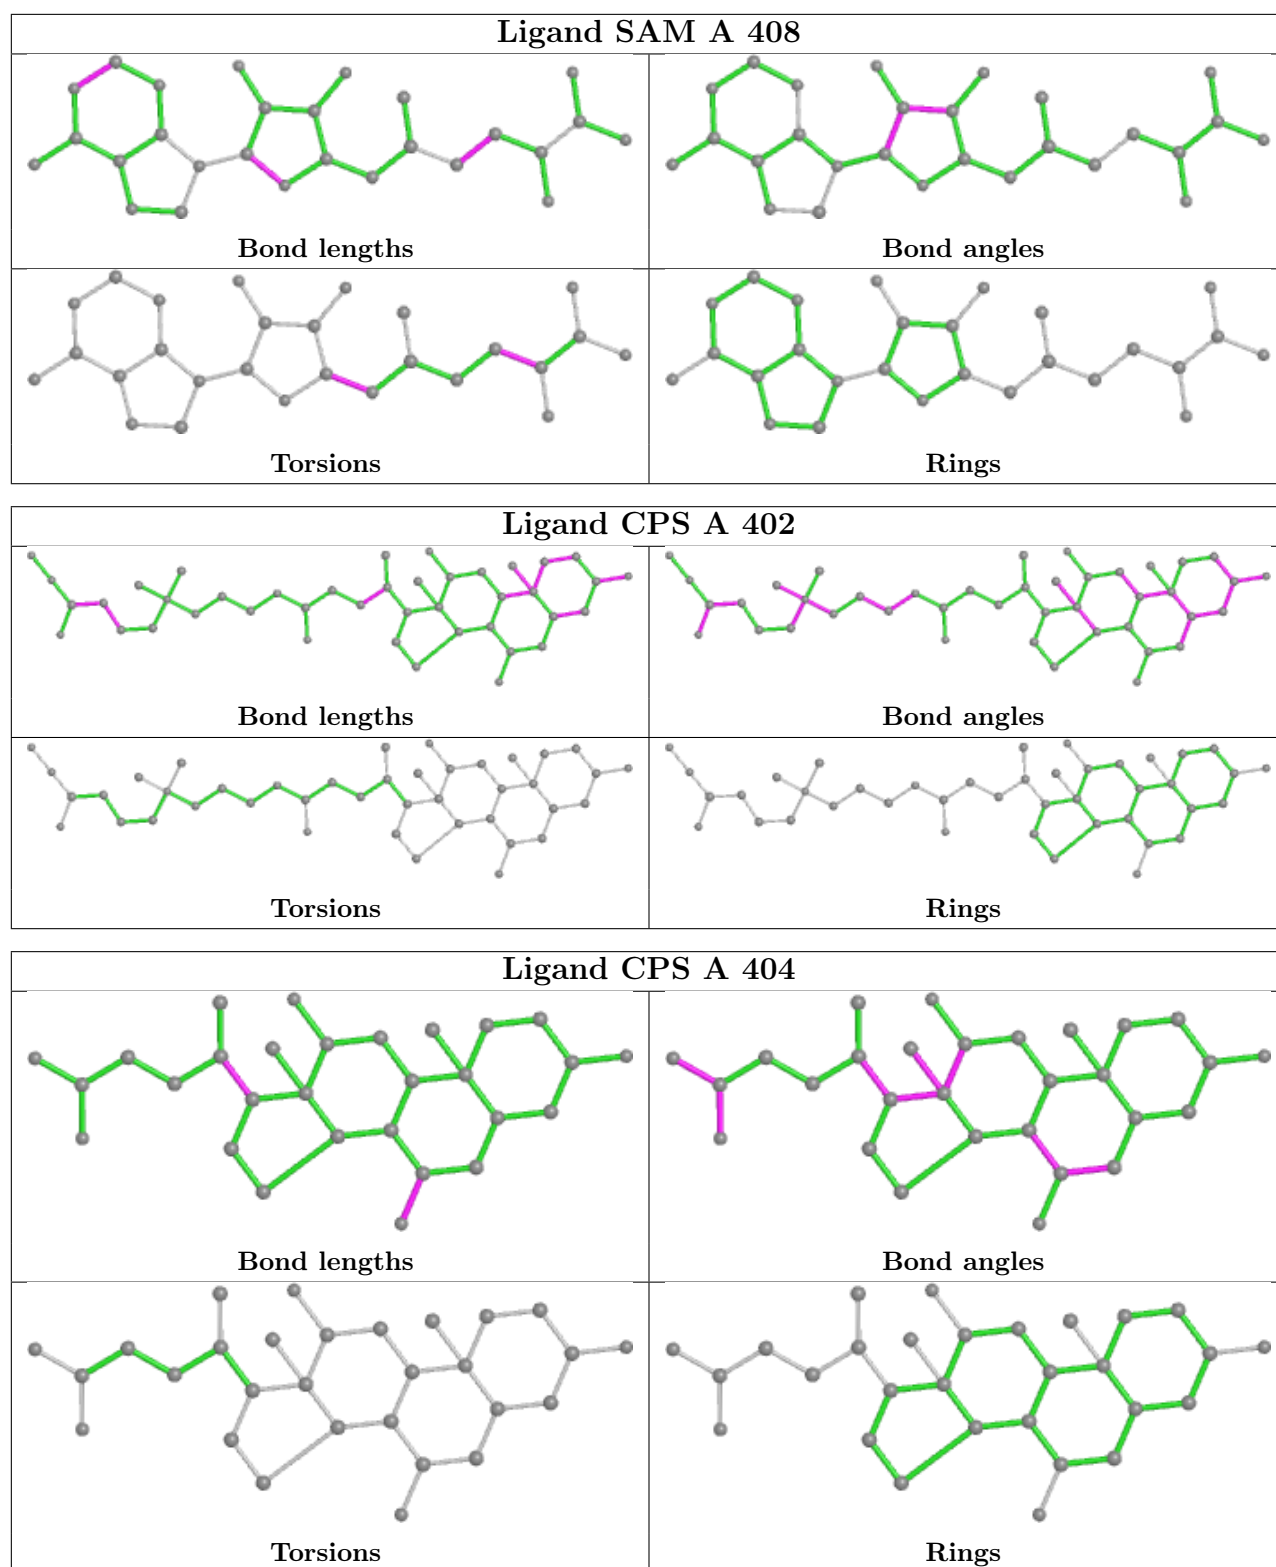 Ligand SAM A 408
Bond lengths
Bond angles
Torsions
Rings
Ligand CPS A 402
Bond lengths
Bond angles
Torsions
Rings
Ligand CPS A 404
Bond lengths
Bond angles
Torsions
Rings